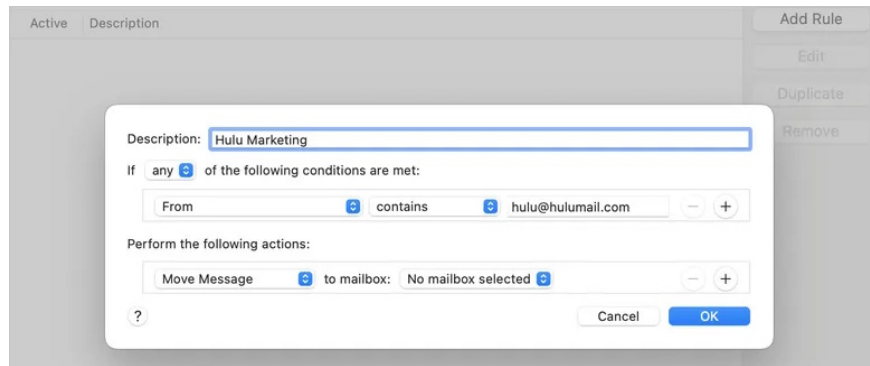 Active Description
Add Rule
Edit
Duplicate
Remove
Description: Hulu Marketing
If any of the following conditions are met:
From contains hulu@hulumail.com − +
Perform the following actions:
Move Message to mailbox: No mailbox selected − +
? Cancel OK